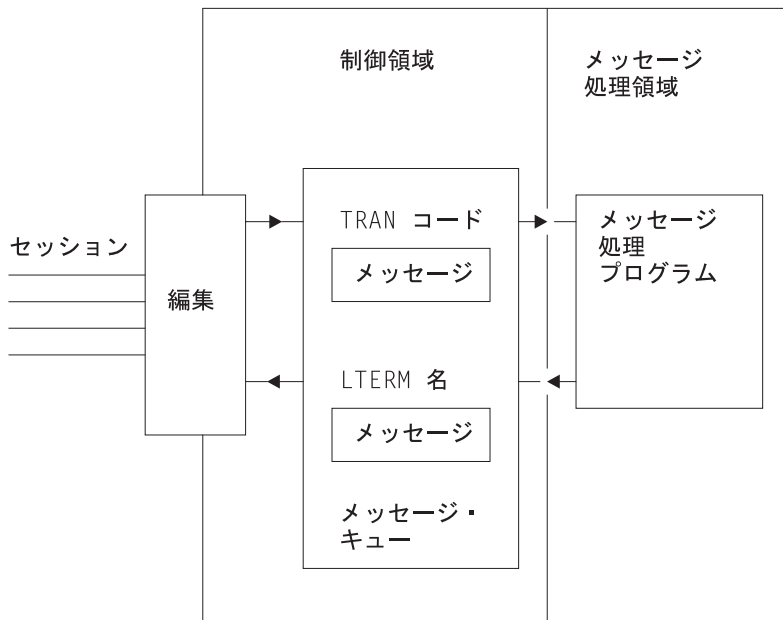 制御領域
メッセージ
処理領域
セッション
編集
TRAN コード
メッセージ
LTERM 名
メッセージ
メッセージ・
キュー
メッセージ
処理
プログラム